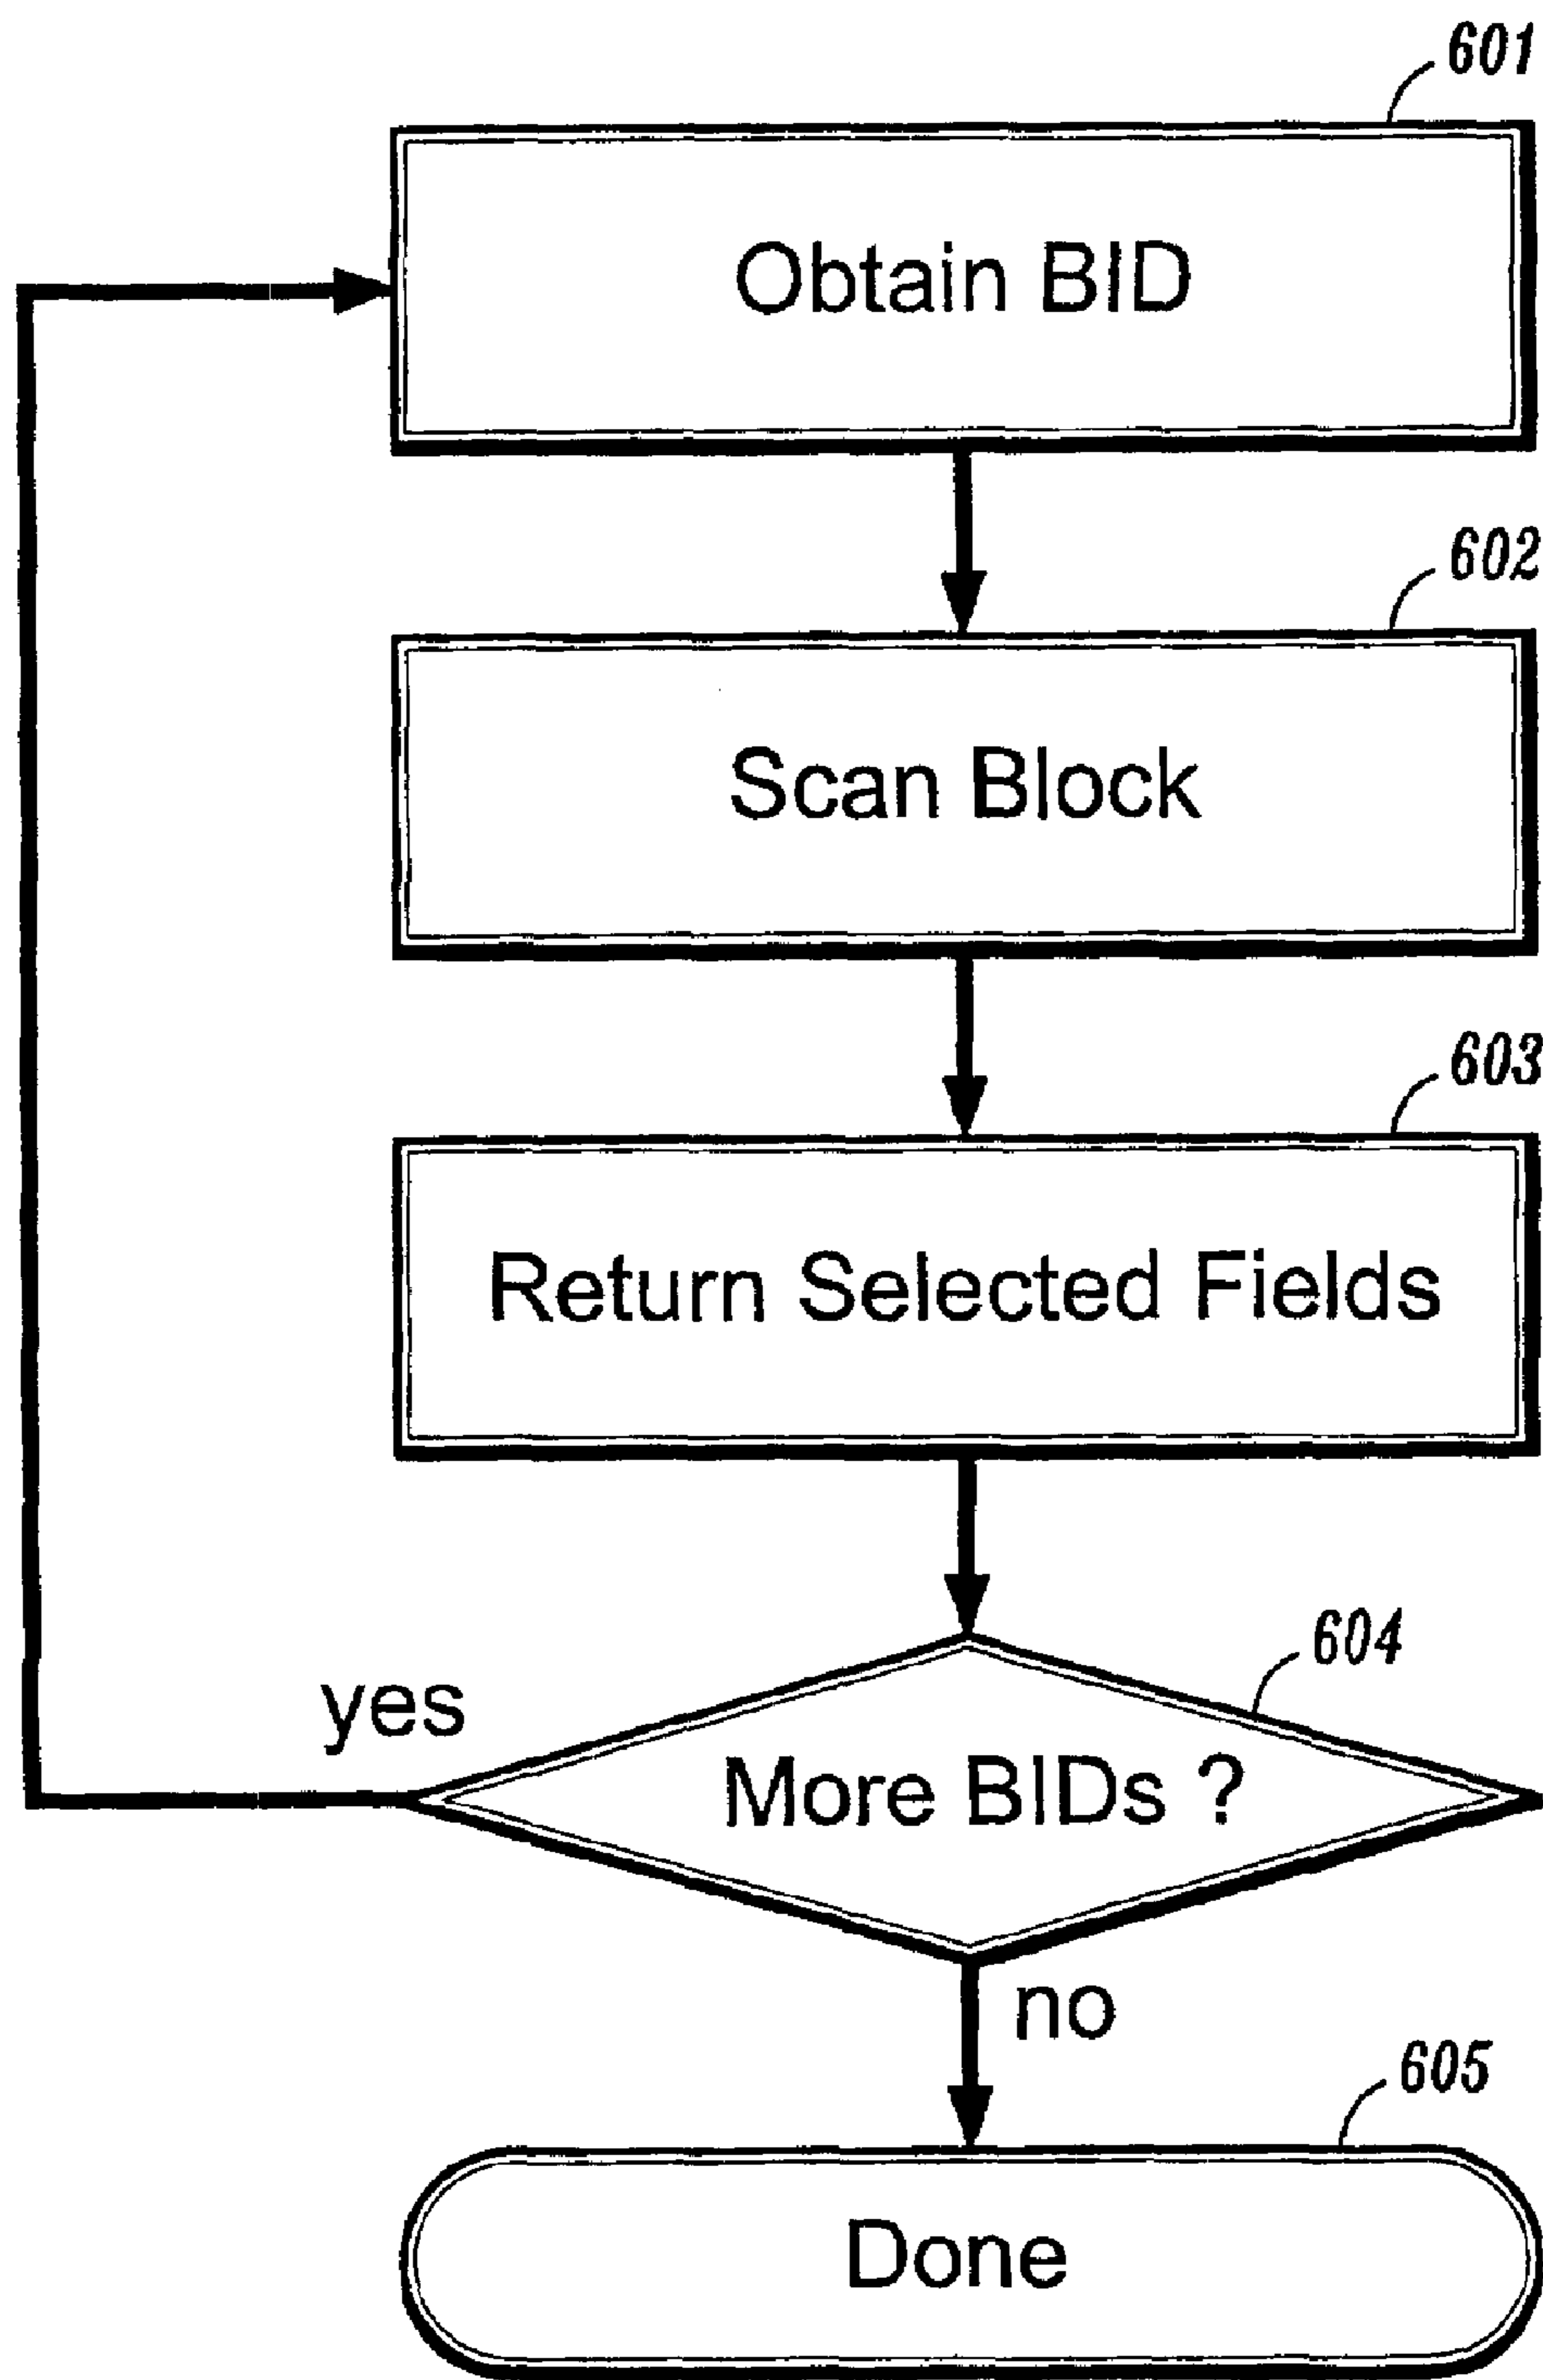 601
Obtain BID
602
Scan Block
603
Return Selected Fields
604
yes
More BIDs ?
no
605
Done